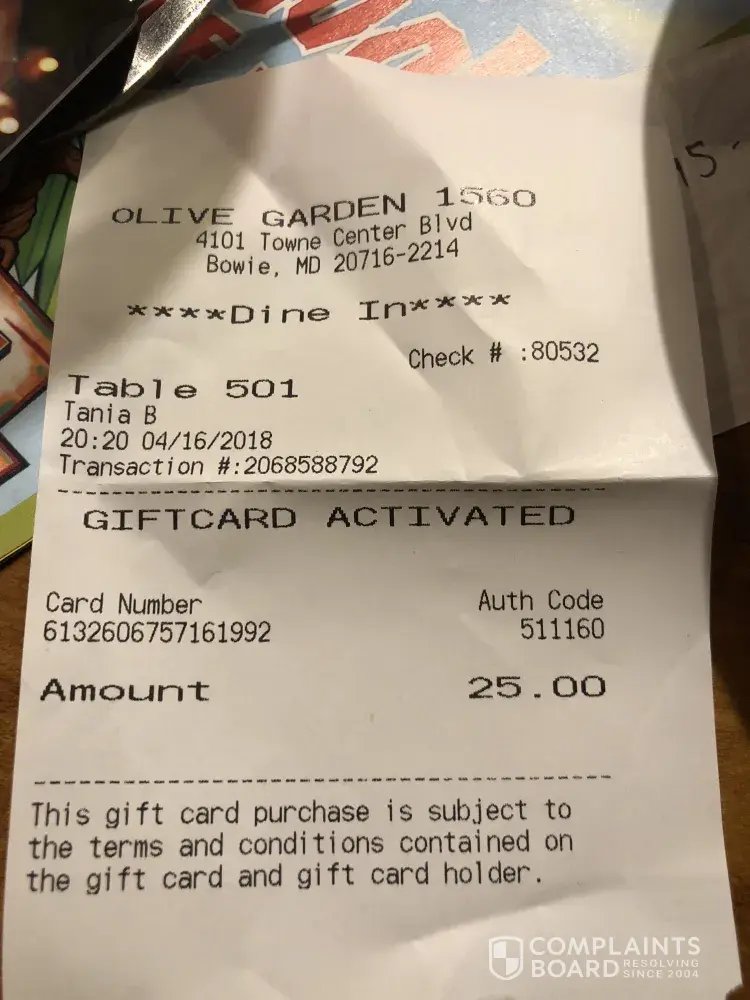 15.
OLIVE GARDEN 1560
4101 Towne Center Blvd
Bowie, MD 20716-2214
****Dine In****
Check # :80532
Table 501
Tania B
20:20 04/16/2018
Transaction #:2068588792
GIFTCARD ACTIVATED
Card Number Auth Code
6132606757161992 511160
Amount 25.00
This gift card purchase is subject to
the terms and conditions contained on
the gift card and gift card holder.
COMPLAINTS
BOARD RESOLVING
SINCE 2004